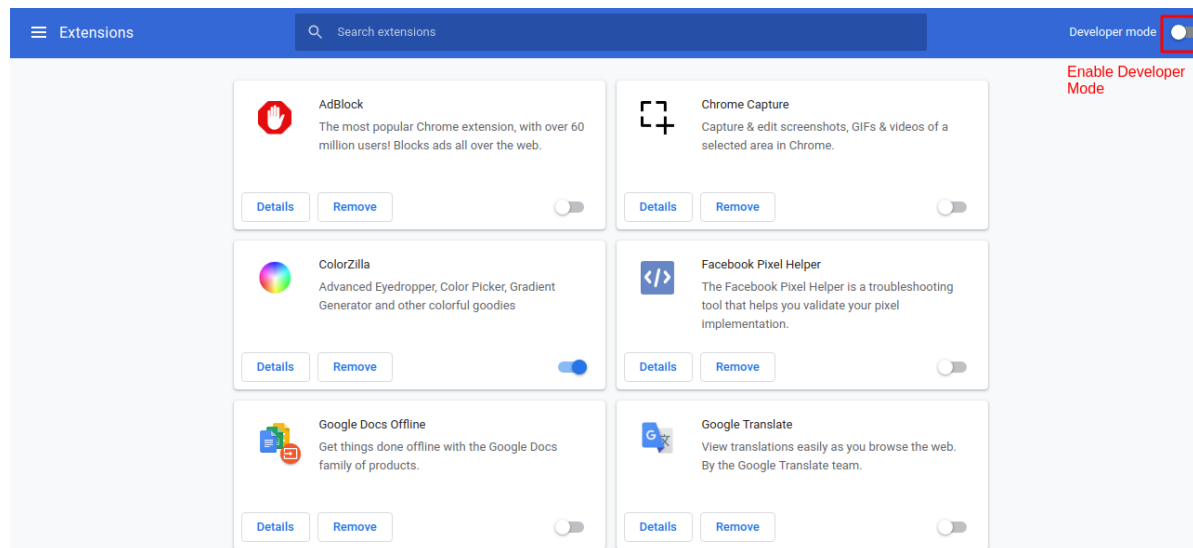 Extensions
Search extensions
Developer mode
Enable Developer
Mode
AdBlock
The most popular Chrome extension, with over 60
million users! Blocks ads all over the web.
Details
Remove
Chrome Capture
Capture & edit screenshots, GIFs & videos of a
selected area in Chrome.
Details
Remove
ColorZilla
Advanced Eyedropper, Color Picker, Gradient
Generator and other colorful goodies
Details
Remove
Facebook Pixel Helper
The Facebook Pixel Helper is a troubleshooting
tool that helps you validate your pixel
implementation.
Details
Remove
Google Docs Offline
Get things done offline with the Google Docs
family of products.
Details
Remove
G
文
Google Translate
View translations easily as you browse the web.
By the Google Translate team.
Details
Remove